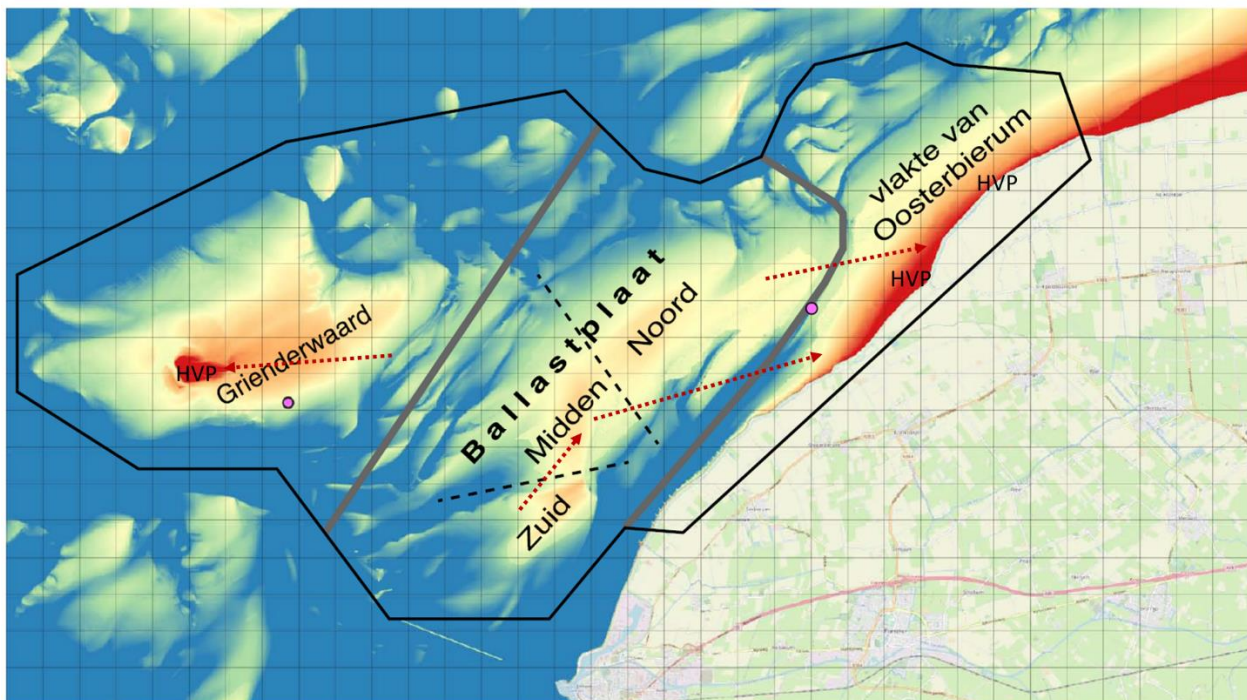 vlakte van
Oosterbierum
HVP
HVP
Ballastplaat
Noord
Midden
Zuid
HVP
Grienderwaard